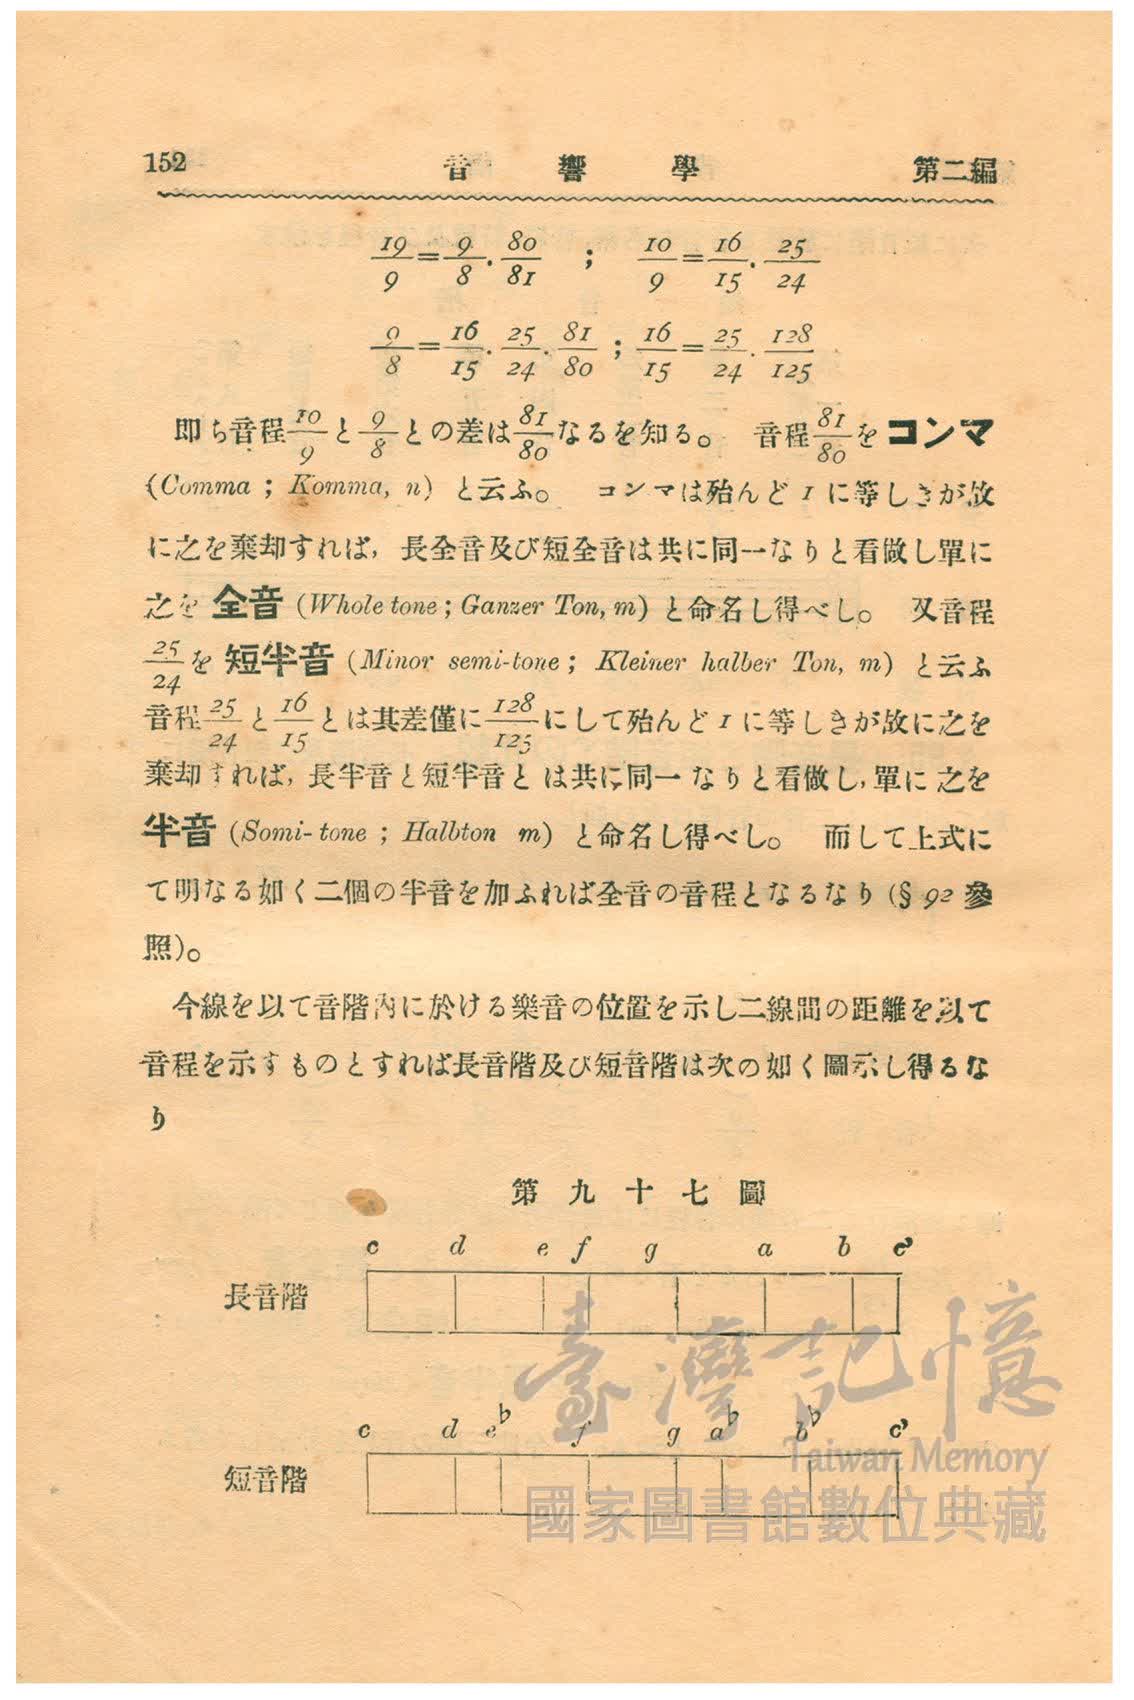 152 音響學 第二編
19/9=9/8·80/81 ; 10/9=16/15·25/24
9/8=16/15·25/24·81/80 ; 16/15=25/24·128/125
即ち音程10/9と9/8との差は81/80なるを知る。 音程81/80をコンマ
(Comma ; Komma, n) と云ふ。 コンマは殆んど1に等しきが故
に之を棄却すれば, 長全音及び短全音は共に同一なりと看做し單に
之を 全音 (Whole tone ; Ganzer Ton, m) と命名し得べし。 又音程
25/24を 短半音 (Minor semi-tone ; Kleiner halber Ton, m) と云ふ
音程25/24と16/15とは其差僅に128/125にして殆んど1に等しきが故に之を
棄却すれば, 長半音と短半音とは共に同一なりと看做し, 單に之を
半音 (Somi-tone ; Halbton m) と命名し得べし。 而して上式に
て明なる如く二個の半音を加ふれば全音の音程となるなり (§ 92 參
照)。
今線を以て音階內に於ける樂音の位置を示し二線間の距離を以て
音程を示すものとすれば長音階及び短音階は次の如く圖示し得るな
り
第九十七圖
c d e f g a b c’
長音階
c d e♭ f g a♭ b♭ c’
短音階
臺灣記憶
Taiwan Memory
國家圖書館數位典藏